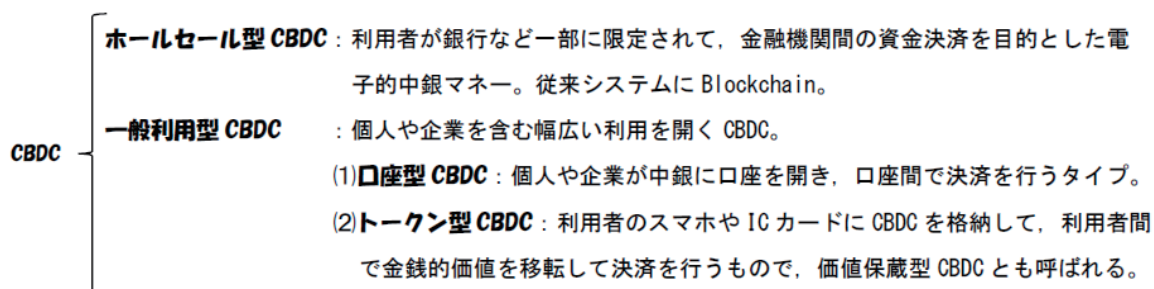 ホールセール型 CBDC：利用者が銀行など一部に限定されて，金融機関間の資金決済を目的とした電
子的中銀マネー。従来システムに Blockchain。
一般利用型 CBDC　　：個人や企業を含む幅広い利用を開く CBDC。
CBDC
⑴口座型 CBDC：個人や企業が中銀に口座を開き，口座間で決済を行うタイプ。
⑵トークン型 CBDC：利用者のスマホや IC カードに CBDC を格納して，利用者間
で金銭的価値を移転して決済を行うもので，価値保蔵型 CBDC とも呼ばれる。